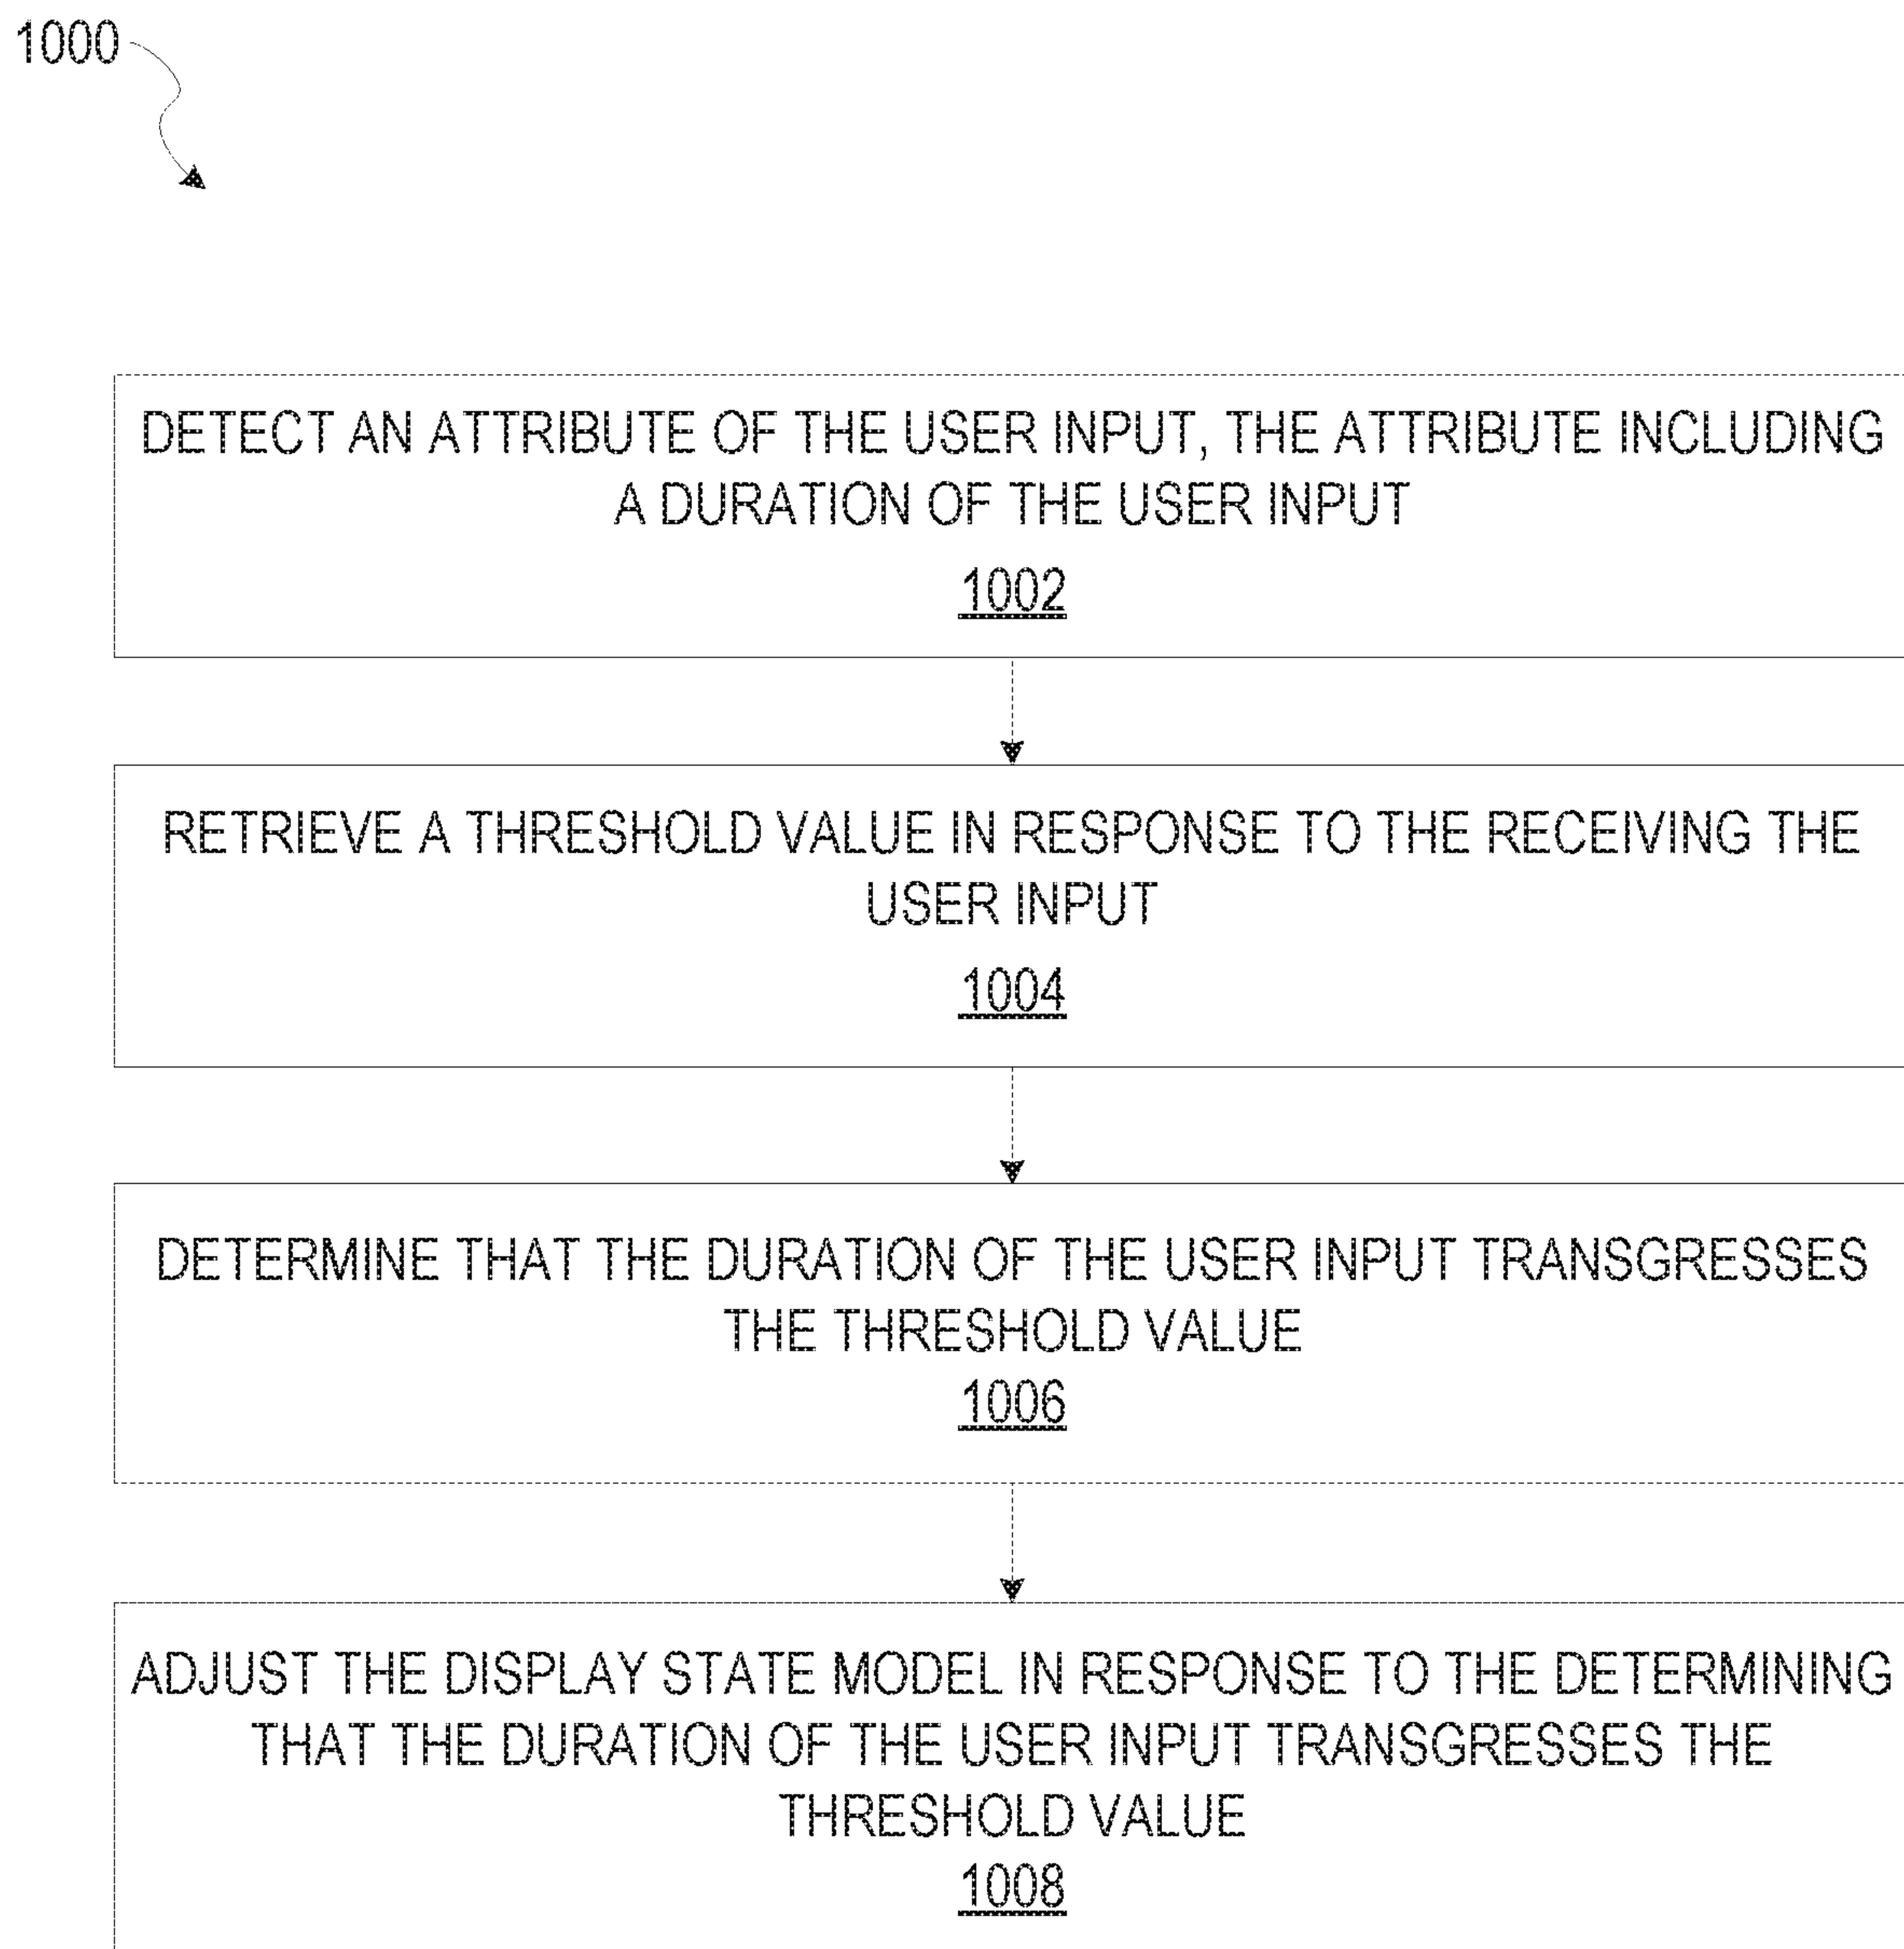 1000
DETECT AN ATTRIBUTE OF THE USER INPUT, THE ATTRIBUTE INCLUDING
A DURATION OF THE USER INPUT
1002
RETRIEVE A THRESHOLD VALUE IN RESPONSE TO THE RECEIVING THE
USER INPUT
1004
DETERMINE THAT THE DURATION OF THE USER INPUT TRANSGRESSES
THE THRESHOLD VALUE
1006
ADJUST THE DISPLAY STATE MODEL IN RESPONSE TO THE DETERMINING
THAT THE DURATION OF THE USER INPUT TRANSGRESSES THE
THRESHOLD VALUE
1008